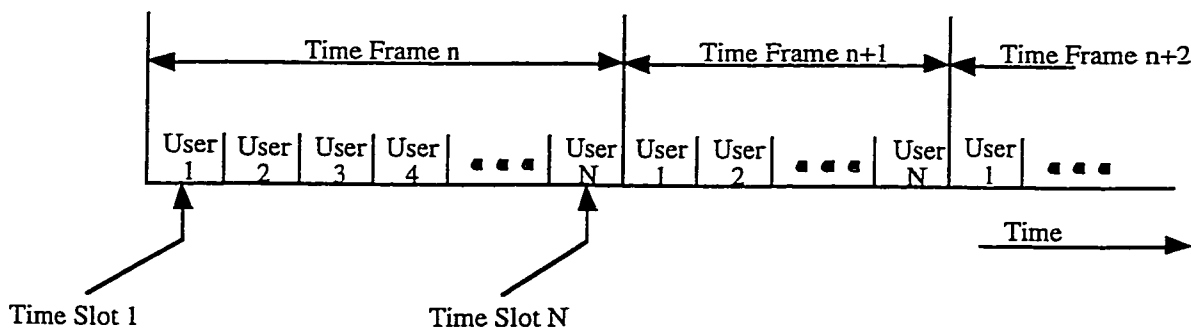 Time Frame n
Time Frame n+1
Time Frame n+2
User 1
User 2
User 3
User 4
User N
User 1
User 2
User N
User 1
Time
Time Slot 1
Time Slot N